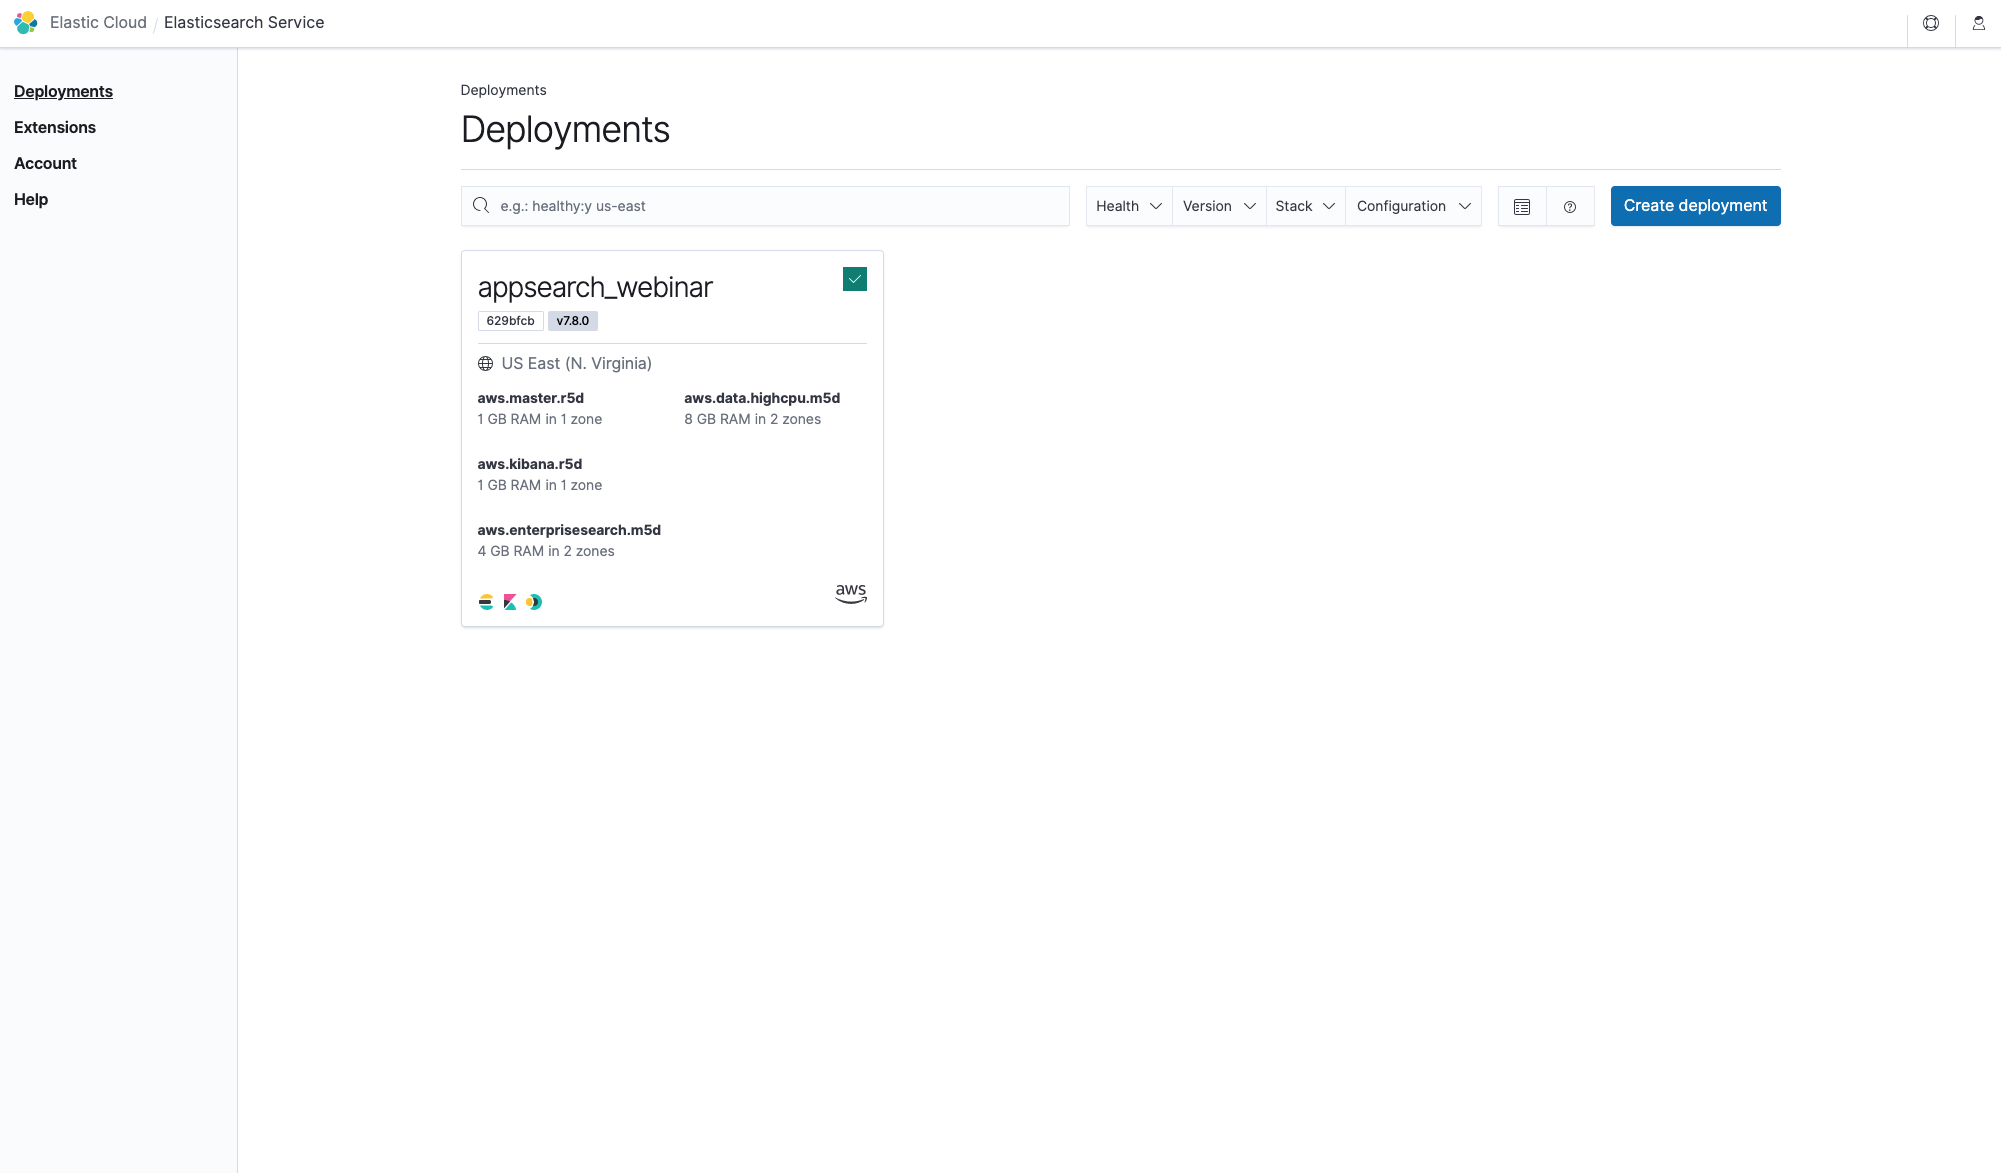 Elastic Cloud / Elasticsearch Service
Deployments
Extensions
Account
Help
Deployments
Deployments
e.g.: healthy:y us-east
Health
Version
Stack
Configuration
Create deployment
appsearch_webinar
629bfcb v7.8.0
US East (N. Virginia)
aws.master.r5d
1 GB RAM in 1 zone
aws.data.highcpu.m5d
8 GB RAM in 2 zones
aws.kibana.r5d
1 GB RAM in 1 zone
aws.enterprisesearch.m5d
4 GB RAM in 2 zones
aws